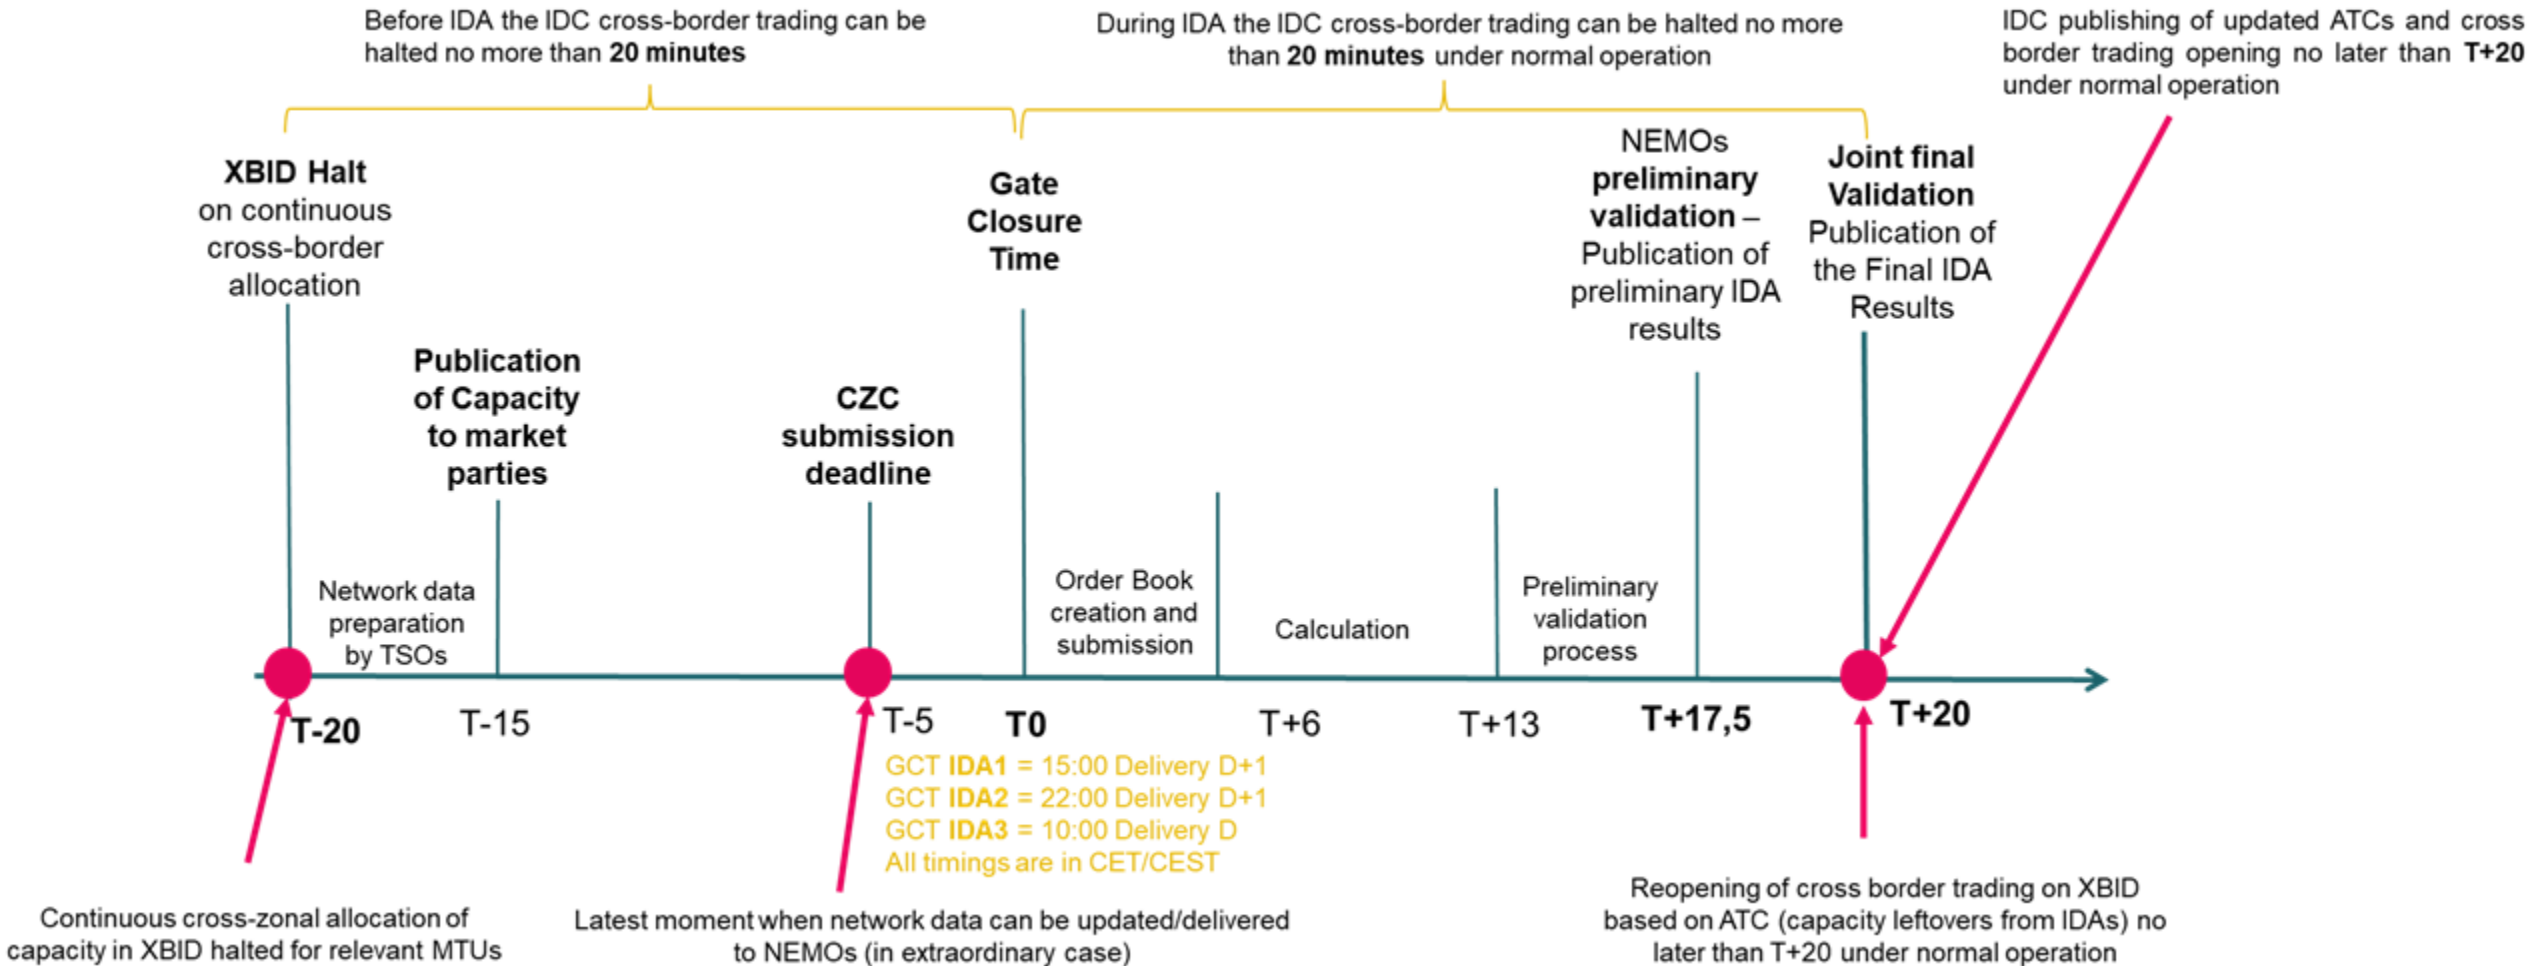 Before IDA the IDC cross-border trading can be
halted no more than 20 minutes
During IDA the IDC cross-border trading can be halted no more
than 20 minutes under normal operation
IDC publishing of updated ATCs and cross
border trading opening no later than T+20
under normal operation
XBID Halt
on continuous
cross-border
allocation
Publication
of Capacity
to market
parties
CZC
submission
deadline
Gate
Closure
Time
NEMOs
preliminary
validation –
Publication of
preliminary IDA
results
Joint final
Validation
Publication of
the Final IDA
Results
Network data
preparation
by TSOs
Order Book
creation and
submission
Calculation
Preliminary
validation
process
T-20
T-15
T-5
T0
T+6
T+13
T+17,5
T+20
GCT IDA1 = 15:00 Delivery D+1
GCT IDA2 = 22:00 Delivery D+1
GCT IDA3 = 10:00 Delivery D
All timings are in CET/CEST
Continuous cross-zonal allocation of
capacity in XBID halted for relevant MTUs
Latest moment when network data can be updated/delivered
to NEMOs (in extraordinary case)
Reopening of cross border trading on XBID
based on ATC (capacity leftovers from IDAs) no
later than T+20 under normal operation